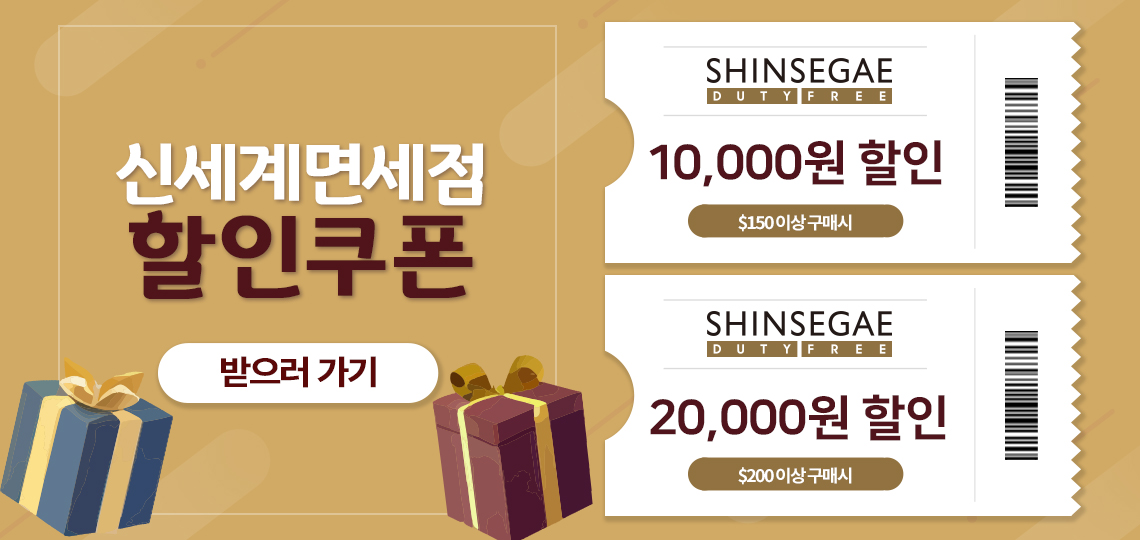 신세계면세점
할인쿠폰
받으러 가기
SHINSEGAE
DUTY FREE
10,000원 할인
$150 이상 구매시
SHINSEGAE
DUTY FREE
20,000원 할인
$200 이상 구매시